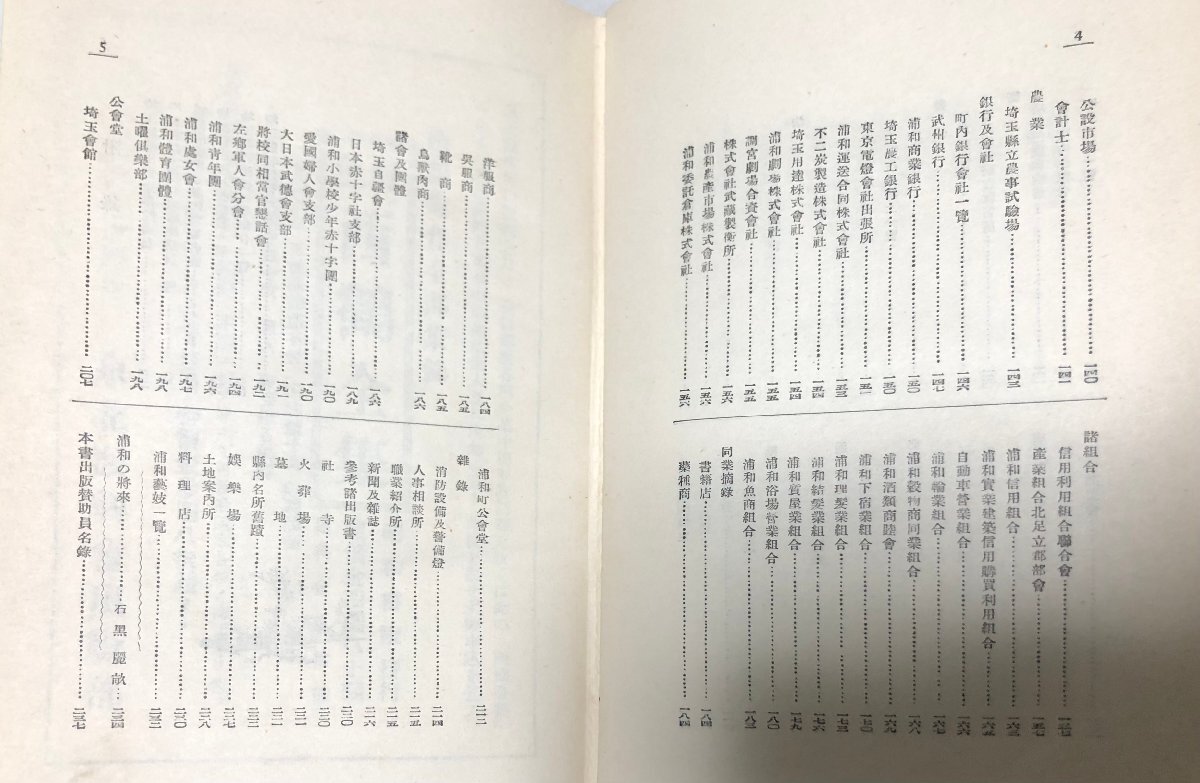 4
公設市場……一四〇
會計士……一四一
農業
埼玉縣立農事試驗場……一四三
銀行及會社
町內銀行會社一覽……一四六
武州銀行……一四七
浦和商業銀行……一五〇
埼玉農工銀行……一五〇
東京電燈會社出張所……一五一
浦和運送合同株式會社……一五三
不二炭製造株式會社……一五四
埼玉用達株式會社……一五四
浦和劇場株式會社……一五五
調宮劇場合資會社……一五五
株式會社武藏製衡所……一五六
浦和農產市場株式會社……一五六
浦和委託倉庫株式會社……一五六
諸組合
信用利用組合聯合會……一五七
產業組合北足立郡部會……一五七
浦和信用組合……一六三
浦和實業建築信用購買利用組合……一六五
自動車營業組合……一六六
浦和輪業組合……一六七
浦和穀物商同業組合……一六八
浦和酒類商睦會……一六九
浦和下宿業組合……一七〇
浦和理髮業組合……一七三
浦和結髮業組合……一七六
浦和質屋業組合……一七九
浦和浴場營業組合……一八〇
浦和魚商組合……一八三
同業摘錄
書籍店……一八四
藥種商……一八四
5
洋服商……一八四
吳服商……一八五
靴商……一八五
鳥獸肉商……一八六
諸會及團體
埼玉自彊會……一八六
日本赤十字社支部……一八九
浦和小學校少年赤十字團……一九〇
愛國婦人會支部……一九〇
大日本武德會支部……一九一
將校同相當官懇話會……一九二
在鄉軍人會分會……一九四
浦和靑年團……一九六
浦和處女會……一九七
浦和體育團體……一九八
土曜俱樂部……一九八
公會堂
埼玉會館……二〇七
浦和町公會堂……二一二
雜錄
消防設備及警備燈……二一四
人事相談所……二一五
職業紹介所……二一五
新聞及雜誌……二一六
參考諸出版書……二二〇
社寺……二二〇
火葬場……二二一
墓地……二二一
縣內名所舊蹟……二二三
娛樂場……二二七
土地案內所……二二八
料理店……二三〇
浦和藝妓一覽……二三二
浦和の將來……石黑麗畝……二三四
本書出版贊助員名錄……二三七